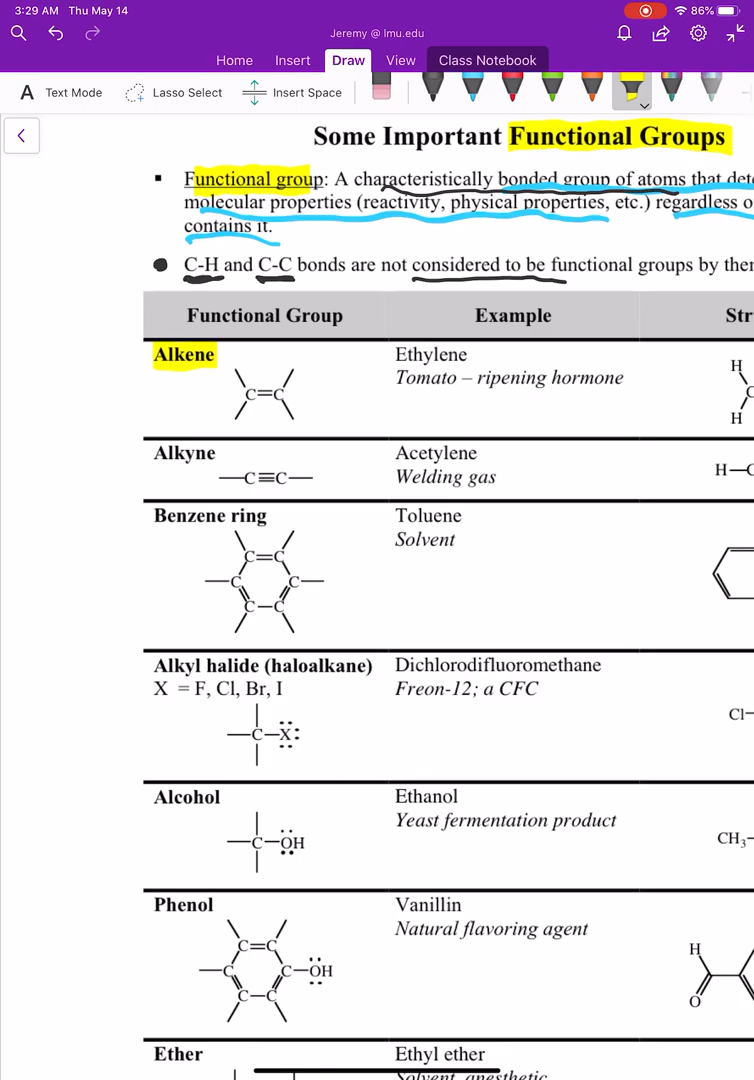 3:29 AM Thu May 14
86%
Jeremy @ lmu.edu
Home Insert Draw View Class Notebook
A Text Mode Lasso Select Insert Space
Some Important Functional Groups
▪ Functional group: A characteristically bonded group of atoms that det
molecular properties (reactivity, physical properties, etc.) regardless o
contains it.
● C-H and C-C bonds are not considered to be functional groups by
Functional Group Example Str
Alkene Ethylene
Tomato – ripening hormone
C=C
H
C
H
Alkyne Acetylene
Welding gas
—C≡C—
H—C
Benzene ring Toluene
Solvent
C=C
C C
C–C
Alkyl halide (haloalkane) Dichlorodifluoromethane
X = F, Cl, Br, I Freon-12; a CFC
—C–X:
Cl–
Alcohol Ethanol
Yeast fermentation product
—C–OH
CH3–
Phenol Vanillin
Natural flavoring agent
C=C
C C–OH
C–C
H
O
Ether Ethyl ether
Solvent, anesthetic